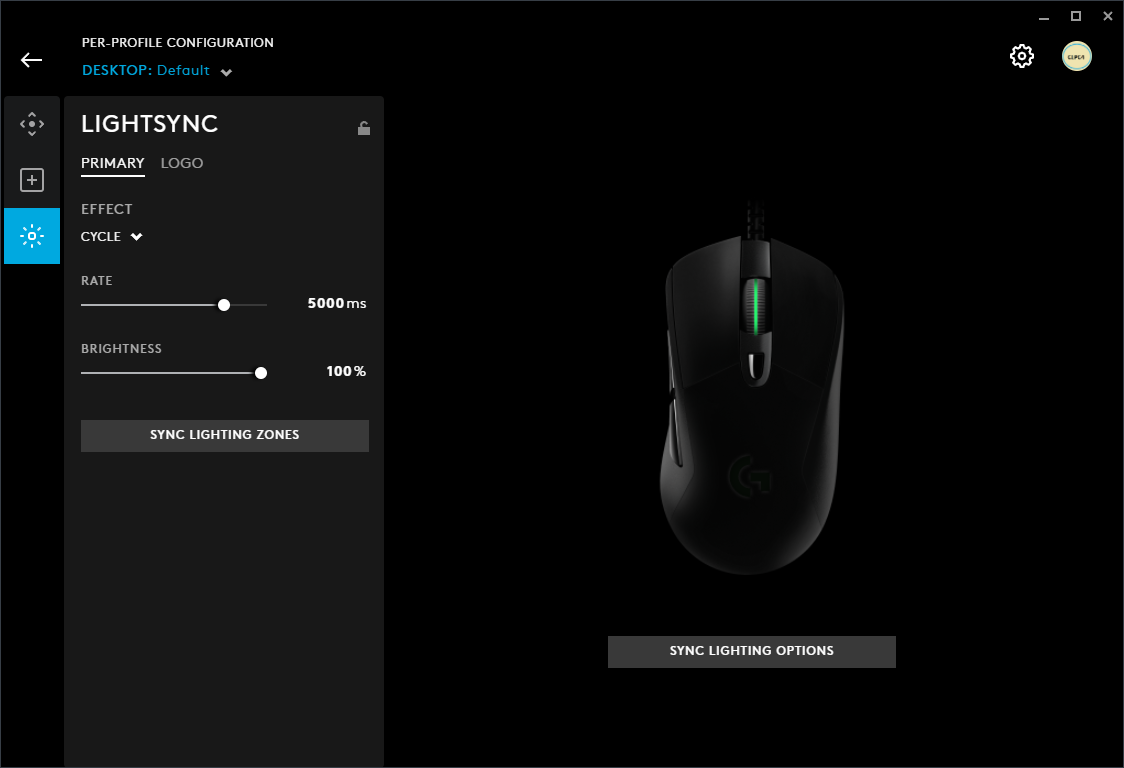 PER-PROFILE CONFIGURATION
DESKTOP: Default
LIGHTSYNC
PRIMARY LOGO
EFFECT
CYCLE
RATE
5000 ms
BRIGHTNESS
100 %
SYNC LIGHTING ZONES
SYNC LIGHTING OPTIONS